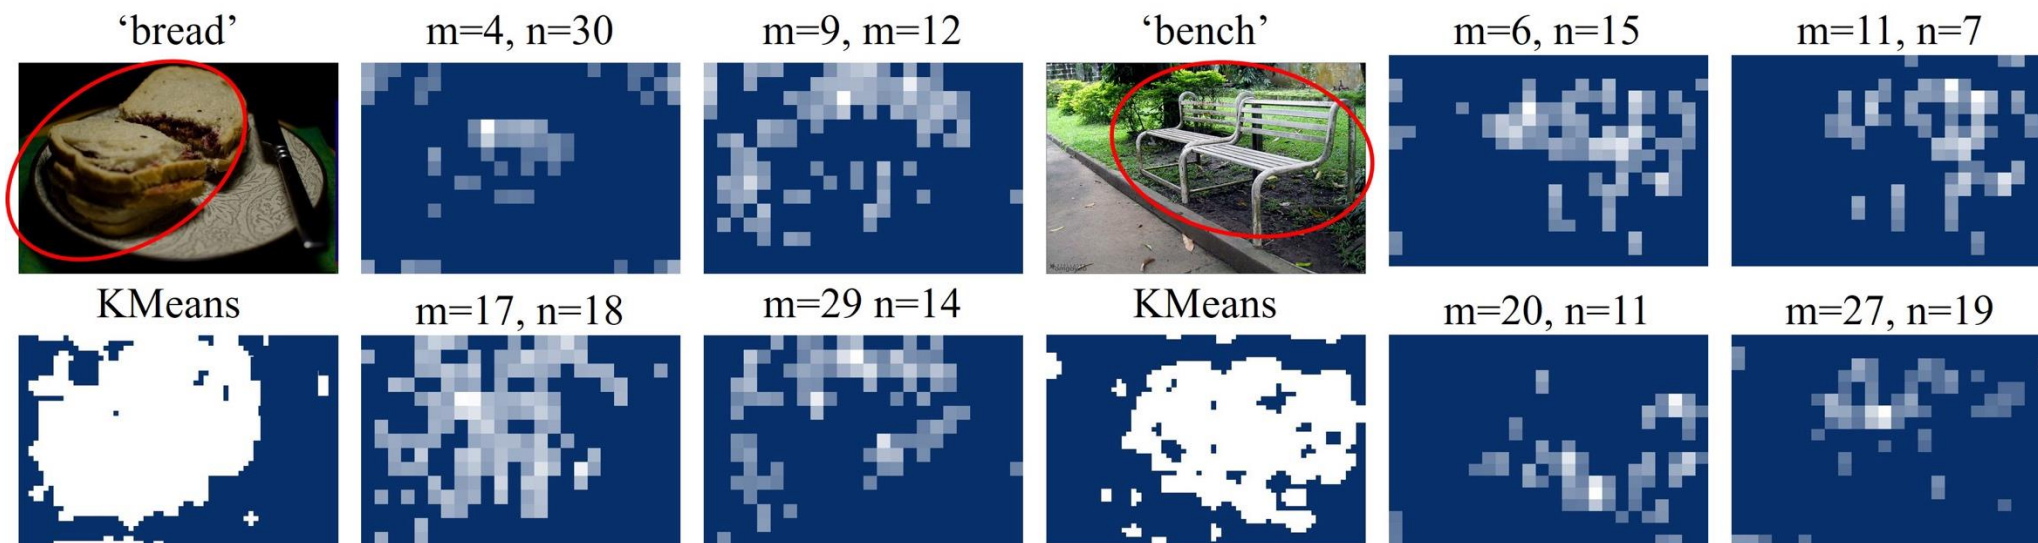 ‘bread’
m=4, n=30
m=9, m=12
‘bench’
m=6, n=15
m=11, n=7
KMeans
m=17, n=18
m=29 n=14
KMeans
m=20, n=11
m=27, n=19